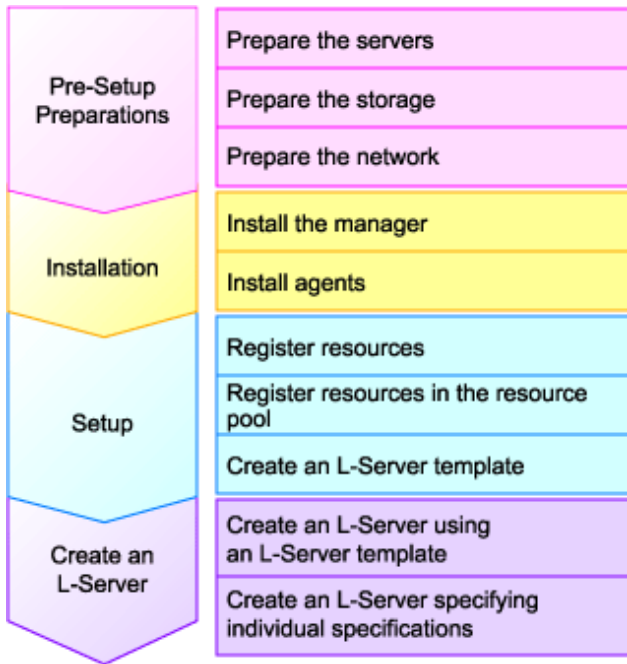 Pre-Setup
Preparations
Prepare the servers
Prepare the storage
Prepare the network
Installation
Install the manager
Install agents
Setup
Register resources
Register resources in the resource
pool
Create an L-Server template
Create an
L-Server
Create an L-Server using
an L-Server template
Create an L-Server specifying
individual specifications